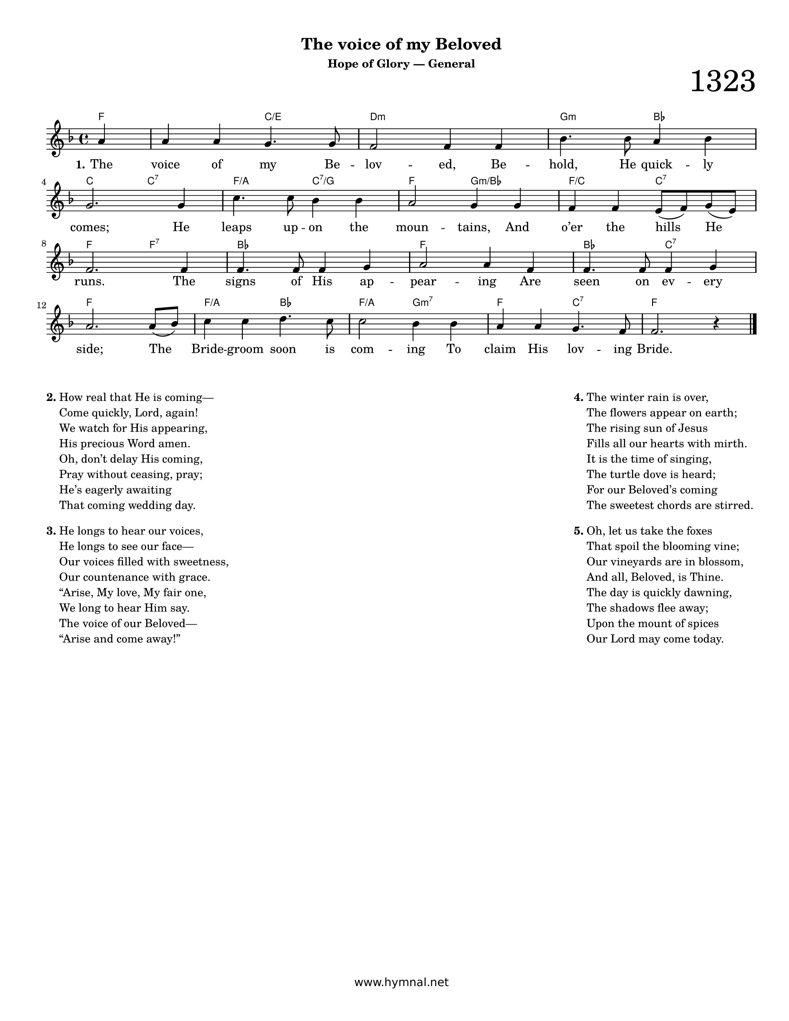 The voice of my Beloved
Hope of Glory — General
1323
F C/E Dm Gm B♭
1. The voice of my Be - lov - ed, Be - hold, He quick - ly
4 C C7 F/A C7/G F Gm/B♭ F/C C7
comes; He leaps up - on the moun - tains, And o'er the hills He
8 F F7 B♭ F B♭ C7
runs. The signs of His ap - pear - ing Are seen on ev - ery
12 F F/A B♭ F/A Gm7 F C7 F
side; The Bride-groom soon is com - ing To claim His lov - ing Bride.
2. How real that He is coming—
Come quickly, Lord, again!
We watch for His appearing,
His precious Word amen.
Oh, don't delay His coming,
Pray without ceasing, pray;
He's eagerly awaiting
That coming wedding day.
3. He longs to hear our voices,
He longs to see our face—
Our voices filled with sweetness,
Our countenance with grace.
“Arise, My love, My fair one,
We long to hear Him say.
The voice of our Beloved—
“Arise and come away!”
4. The winter rain is over,
The flowers appear on earth;
The rising sun of Jesus
Fills all our hearts with mirth.
It is the time of singing,
The turtle dove is heard;
For our Beloved's coming
The sweetest chords are stirred.
5. Oh, let us take the foxes
That spoil the blooming vine;
Our vineyards are in blossom,
And all, Beloved, is Thine.
The day is quickly dawning,
The shadows flee away;
Upon the mount of spices
Our Lord may come today.
www.hymnal.net